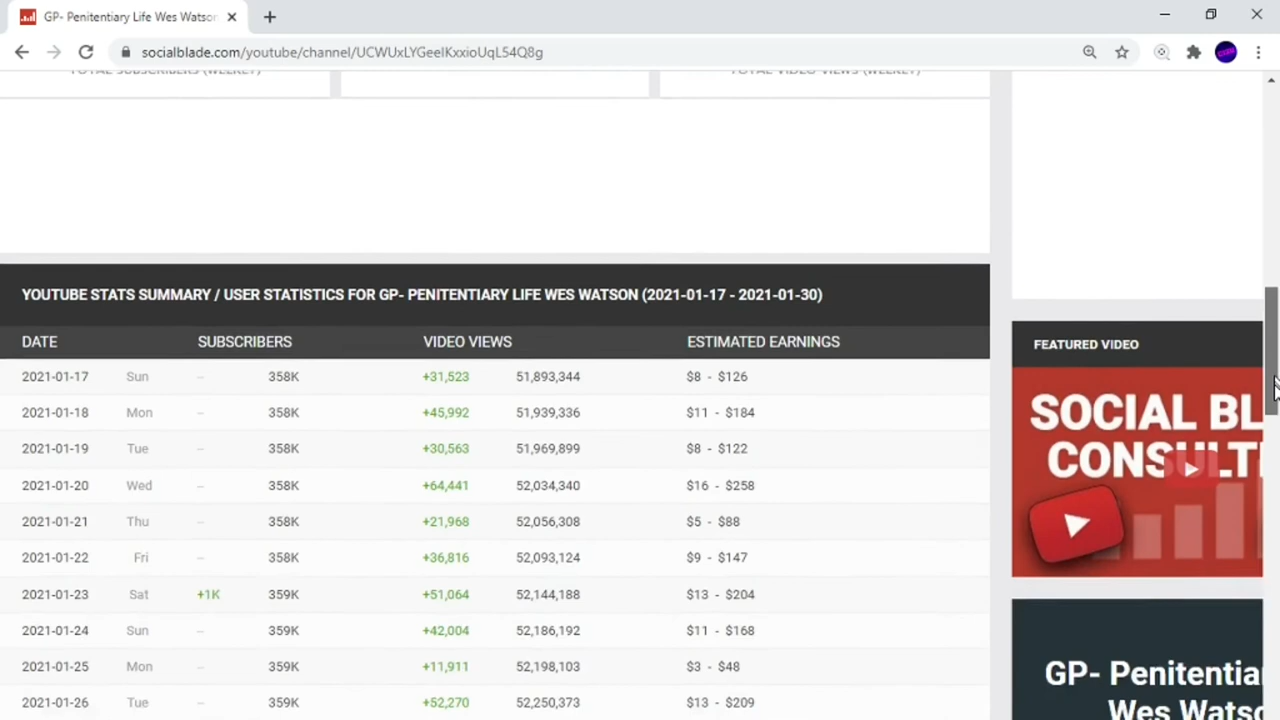 GP- Penitentiary Life Wes Watson
socialblade.com/youtube/channel/UCWUxLYGeelKxxioUqL54Q8g
TOTAL SUBSCRIBERS (WEEKLY) TOTAL VIDEO VIEWS (WEEKLY)
YOUTUBE STATS SUMMARY / USER STATISTICS FOR GP- PENITENTIARY LIFE WES WATSON (2021-01-17 - 2021-01-30)
DATE SUBSCRIBERS VIDEO VIEWS ESTIMATED EARNINGS
2021-01-17 Sun -- 358K +31,523 51,893,344 $8 - $126
2021-01-18 Mon -- 358K +45,992 51,939,336 $11 - $184
2021-01-19 Tue -- 358K +30,563 51,969,899 $8 - $122
2021-01-20 Wed -- 358K +64,441 52,034,340 $16 - $258
2021-01-21 Thu -- 358K +21,968 52,056,308 $5 - $88
2021-01-22 Fri -- 358K +36,816 52,093,124 $9 - $147
2021-01-23 Sat +1K 359K +51,064 52,144,188 $13 - $204
2021-01-24 Sun -- 359K +42,004 52,186,192 $11 - $168
2021-01-25 Mon -- 359K +11,911 52,198,103 $3 - $48
2021-01-26 Tue -- 359K +52,270 52,250,373 $13 - $209
FEATURED VIDEO
SOCIAL BL
CONSULT
GP- Penitentia
Wes Watso